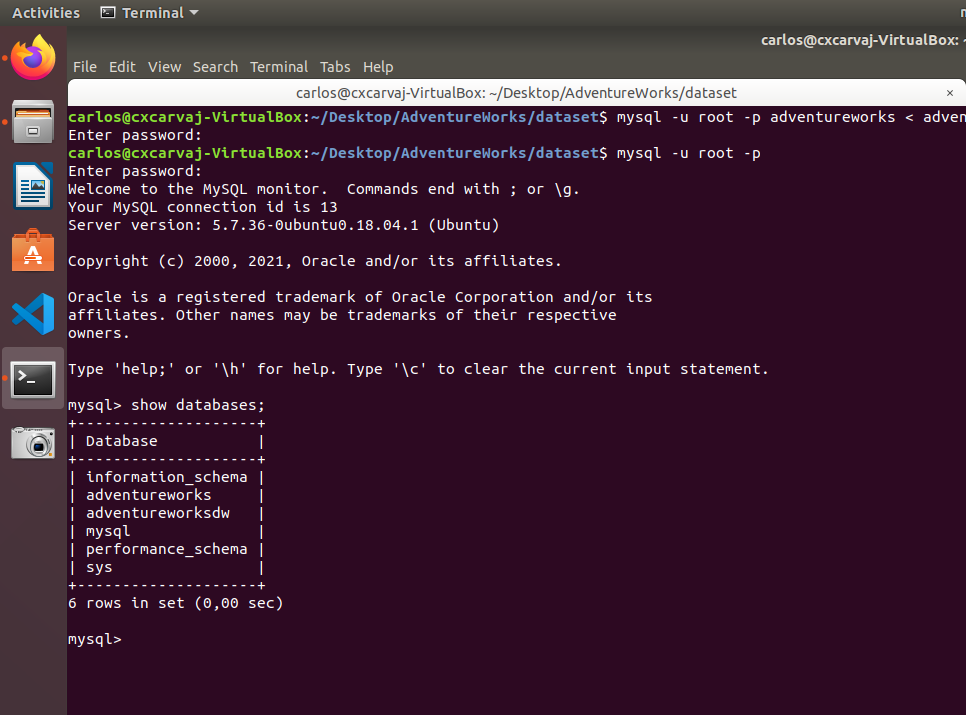 Activities Terminal
carlos@cxcarvaj-VirtualBox: ~
File Edit View Search Terminal Tabs Help
carlos@cxcarvaj-VirtualBox: ~/Desktop/AdventureWorks/dataset ×
carlos@cxcarvaj-VirtualBox:~/Desktop/AdventureWorks/dataset$ mysql -u root -p adventureworks < adven
Enter password:
carlos@cxcarvaj-VirtualBox:~/Desktop/AdventureWorks/dataset$ mysql -u root -p
Enter password:
Welcome to the MySQL monitor.  Commands end with ; or \g.
Your MySQL connection id is 13
Server version: 5.7.36-0ubuntu0.18.04.1 (Ubuntu)
Copyright (c) 2000, 2021, Oracle and/or its affiliates.
Oracle is a registered trademark of Oracle Corporation and/or its
affiliates. Other names may be trademarks of their respective
owners.
Type 'help;' or '\h' for help. Type '\c' to clear the current input statement.
mysql> show databases;
+--------------------+
| Database           |
+--------------------+
| information_schema |
| adventureworks     |
| adventureworksdw   |
| mysql              |
| performance_schema |
| sys                |
+--------------------+
6 rows in set (0,00 sec)
mysql>